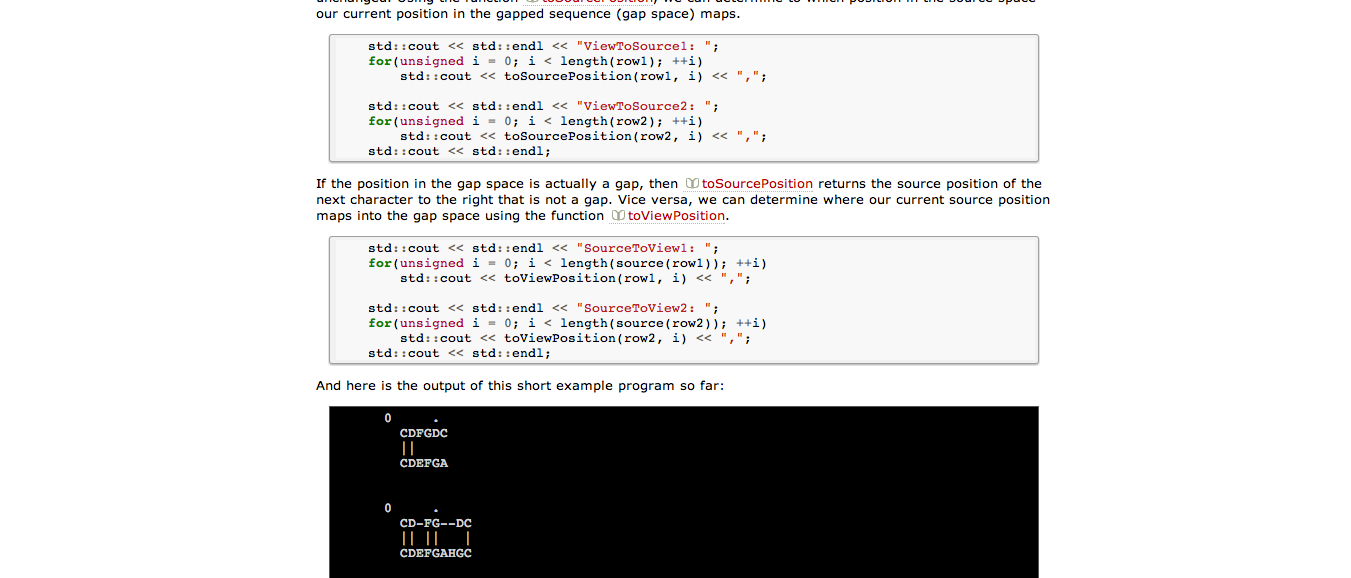 our current position in the gapped sequence (gap space) maps.
std::cout << std::endl << "ViewToSource1: ";
for(unsigned i = 0; i < length(row1); ++i)
    std::cout << toSourcePosition(row1, i) << ",";
std::cout << std::endl << "ViewToSource2: ";
for(unsigned i = 0; i < length(row2); ++i)
    std::cout << toSourcePosition(row2, i) << ",";
std::cout << std::endl;
If the position in the gap space is actually a gap, then toSourcePosition returns the source position of the
next character to the right that is not a gap. Vice versa, we can determine where our current source position
maps into the gap space using the function toViewPosition.
std::cout << std::endl << "SourceToView1: ";
for(unsigned i = 0; i < length(source(row1)); ++i)
    std::cout << toViewPosition(row1, i) << ",";
std::cout << std::endl << "SourceToView2: ";
for(unsigned i = 0; i < length(source(row2)); ++i)
    std::cout << toViewPosition(row2, i) << ",";
std::cout << std::endl;
And here is the output of this short example program so far:
0     .
  CDFGDC
  ||
  CDEFGA
0     .
  CD-FG--DC
  || ||   |
  CDEFGAHGC